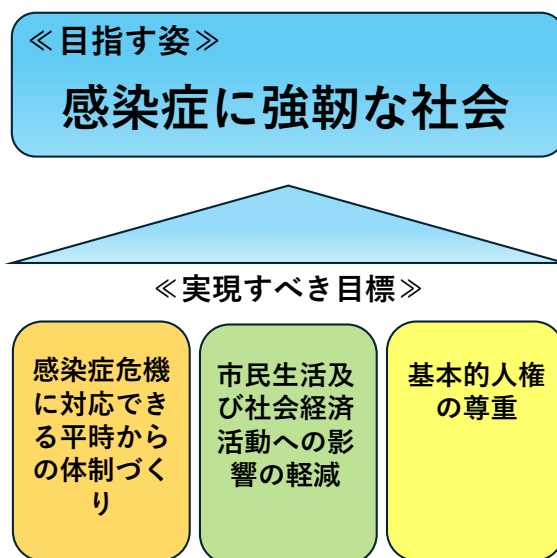 ≪目指す姿≫
感染症に強靭な社会
≪実現すべき目標≫
感染症危機
に対応でき
る平時から
の体制づく
り
市民生活及
び社会経済
活動への影
響の軽減
基本的人権
の尊重